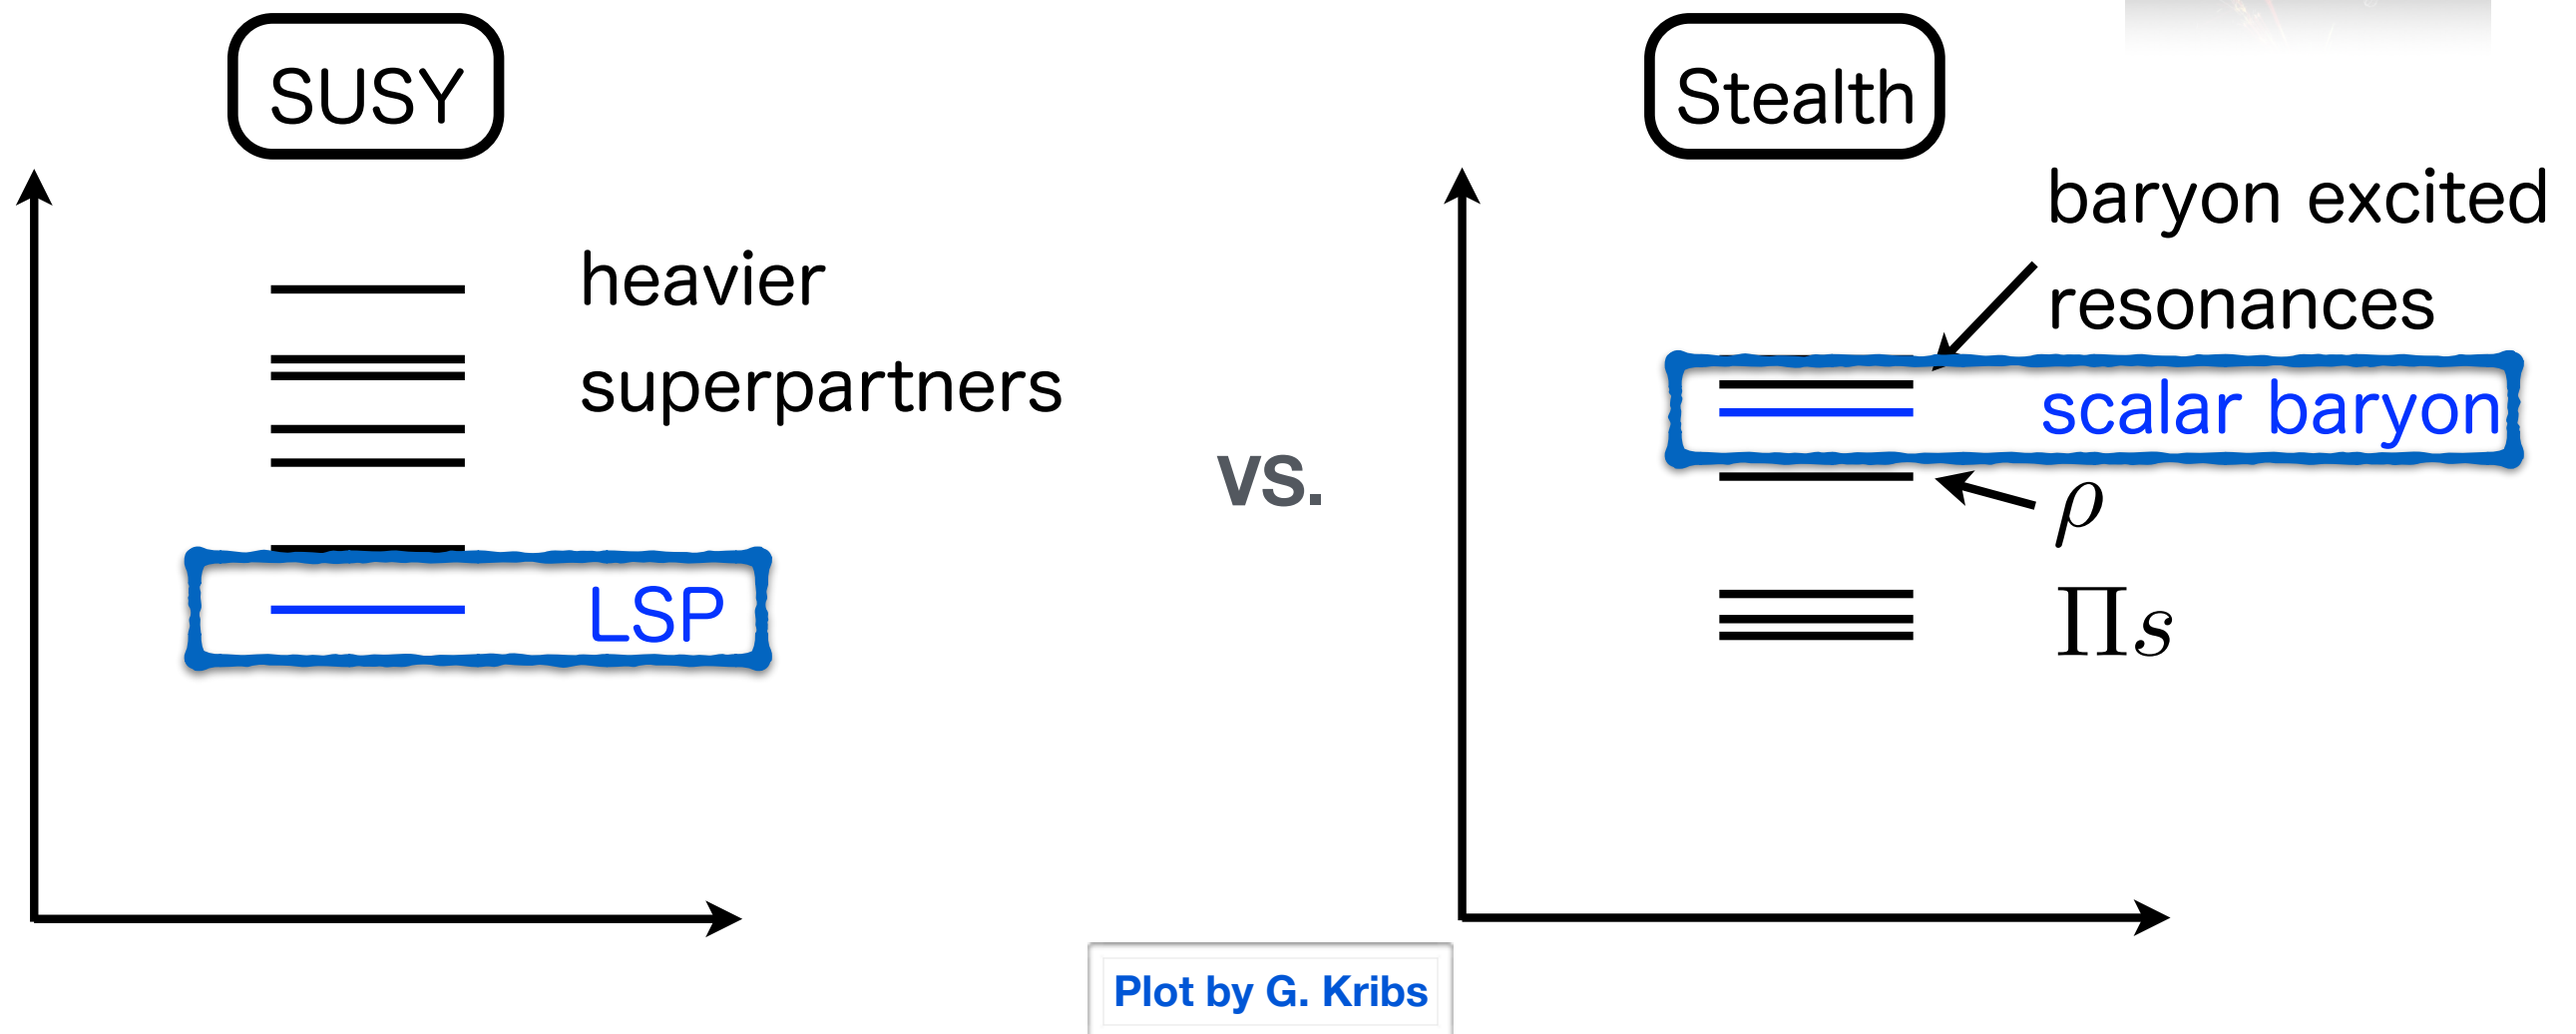 SUSY
heavier
superpartners
LSP
vs.
Stealth
baryon excited
resonances
scalar baryon
ρ
Πs
Plot by G. Kribs